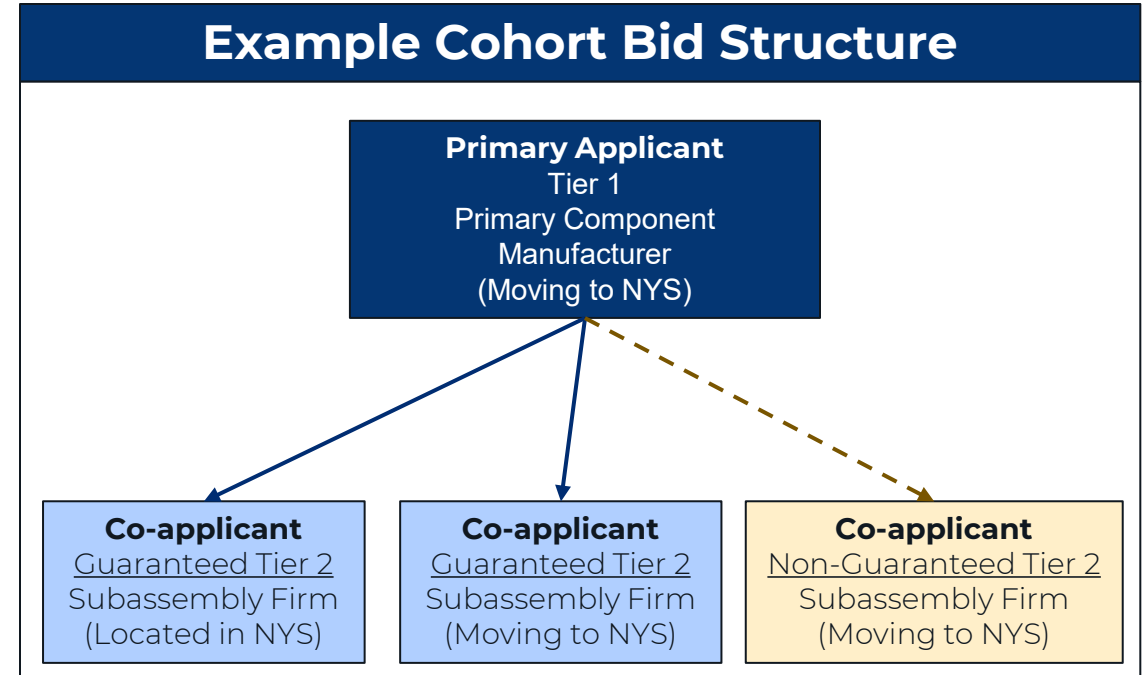 Example Cohort Bid Structure
Primary Applicant
Tier 1
Primary Component
Manufacturer
(Moving to NYS)
Co-applicant
Guaranteed Tier 2
Subassembly Firm
(Located in NYS)
Co-applicant
Guaranteed Tier 2
Subassembly Firm
(Moving to NYS)
Co-applicant
Non-Guaranteed Tier 2
Subassembly Firm
(Moving to NYS)